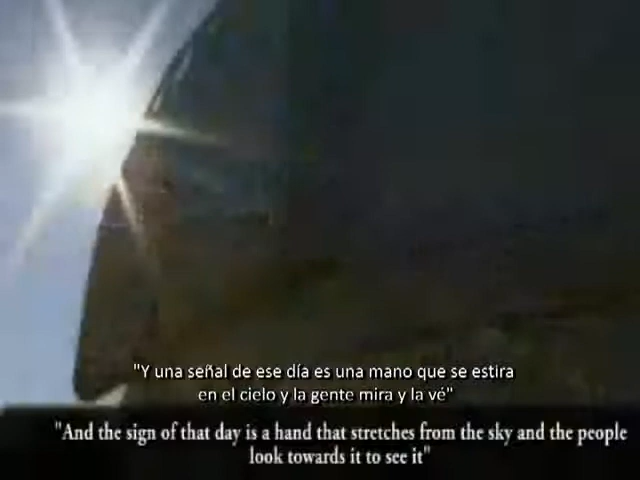 "Y una señal de ese día es una mano que se estira
en el cielo y la gente mira y la vé"
"And the sign of that day is a hand that stretches from the sky and the people
look towards it to see it"